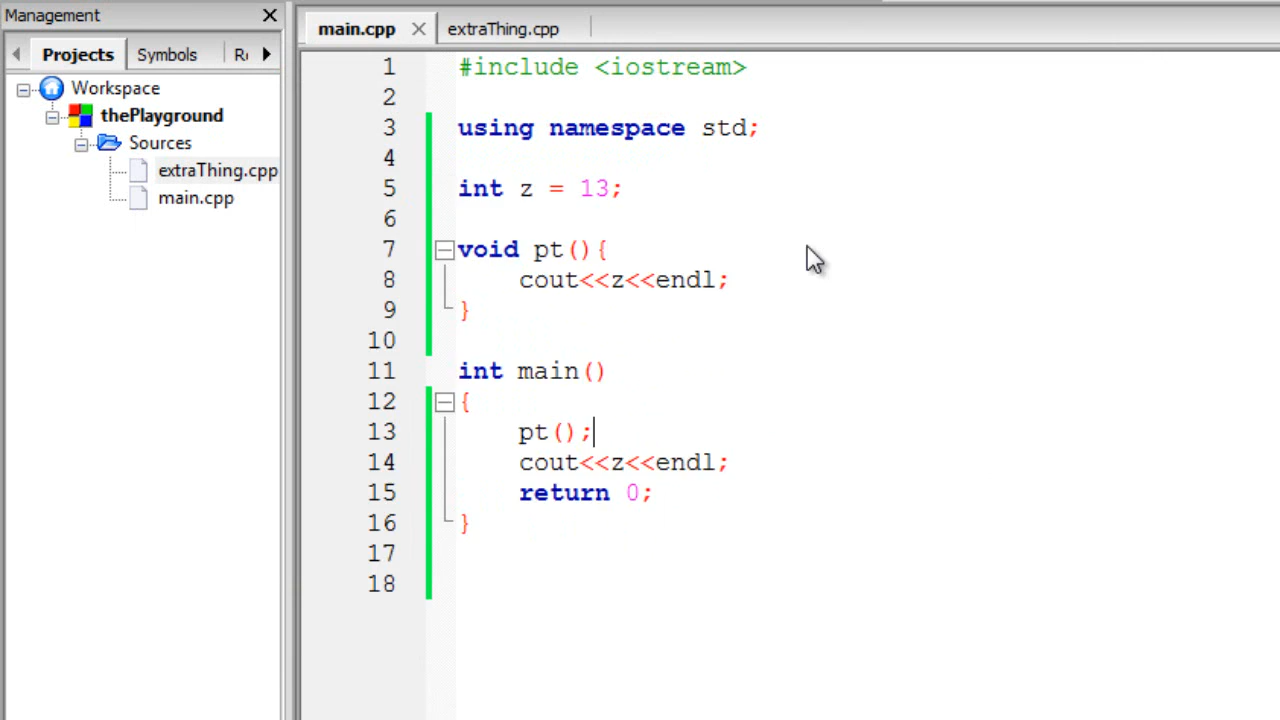 Management
Projects Symbols R
Workspace
thePlayground
Sources
extraThing.cpp
main.cpp
main.cpp extraThing.cpp
1 #include <iostream>
2
3 using namespace std;
4
5 int z = 13;
6
7 void pt(){
8 cout<<z<<endl;
9 }
10
11 int main()
12 {
13 pt();
14 cout<<z<<endl;
15 return 0;
16 }
17
18